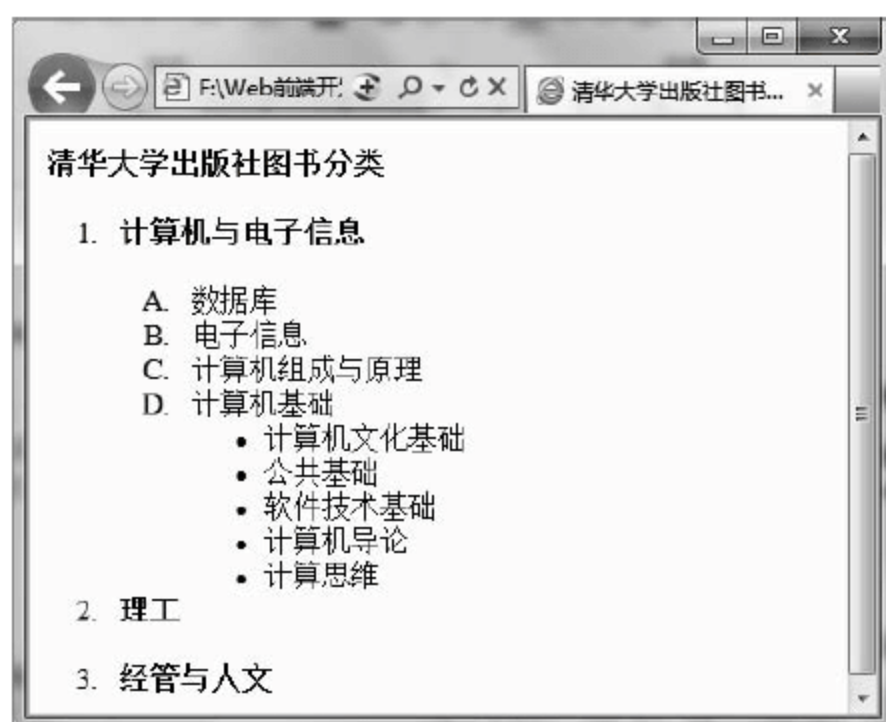 F:\Web前端开
清华大学出版社图书...
清华大学出版社图书分类
1. 计算机与电子信息
A. 数据库
B. 电子信息
C. 计算机组成与原理
D. 计算机基础
• 计算机文化基础
• 公共基础
• 软件技术基础
• 计算机导论
• 计算思维
2. 理工
3. 经管与人文